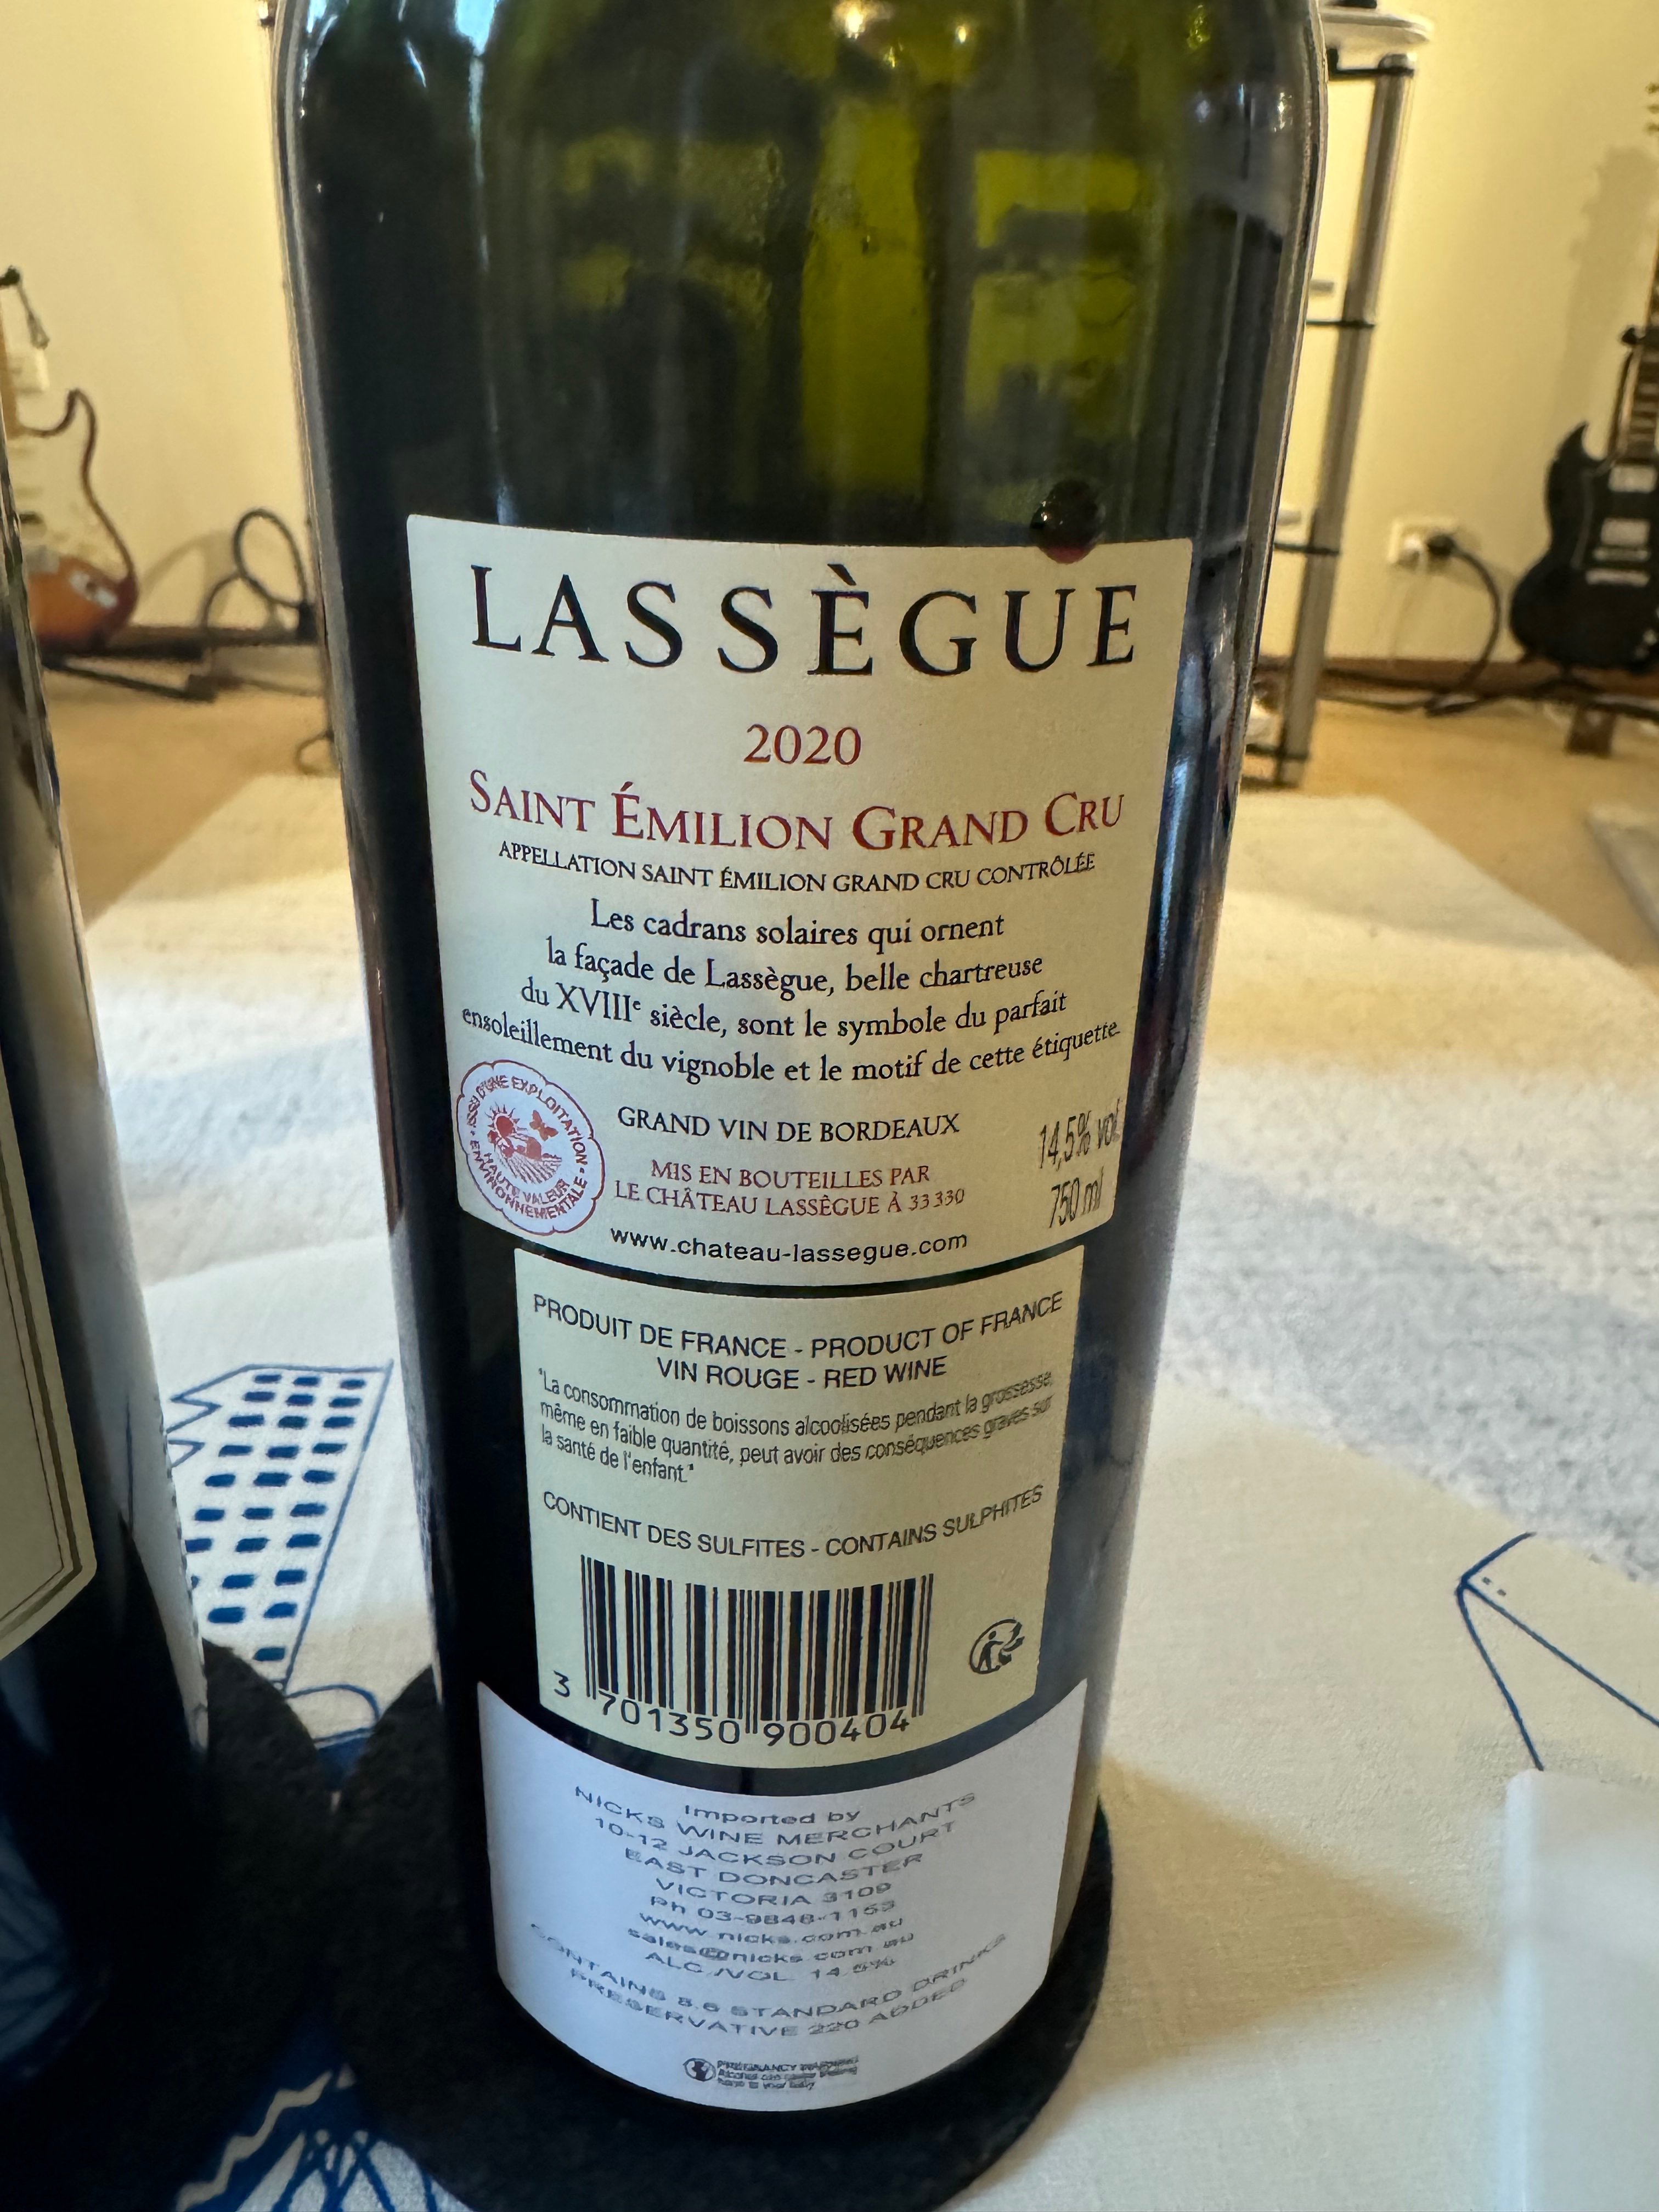 LASSÈGUE
2020
SAINT ÉMILION GRAND CRU
APPELLATION SAINT ÉMILION GRAND CRU CONTRÔLÉE
Les cadrans solaires qui ornent
la façade de Lassègue, belle chartreuse
du XVIIIe siècle, sont le symbole du parfait
ensoleillement du vignoble et le motif de cette étiquette.
ISSU D'UNE EXPLOITATION
HAUTE VALEUR
ENVIRONNEMENTALE
GRAND VIN DE BORDEAUX
14,5% vol
MIS EN BOUTEILLES PAR
LE CHÂTEAU LASSÈGUE À 33330
750 ml
www.chateau-lassegue.com
PRODUIT DE FRANCE - PRODUCT OF FRANCE
VIN ROUGE - RED WINE
"La consommation de boissons alcoolisées pendant la grossesse,
même en faible quantité, peut avoir des conséquences graves sur
la santé de l'enfant."
CONTIENT DES SULFITES - CONTAINS SULPHITES
3 701350 900404
Imported by
NICKS WINE MERCHANTS
10-12 JACKSON COURT
EAST DONCASTER
VICTORIA 3109
Ph 03-9848-1153
www.nicks.com.au
sales@nicks.com.au
ALC./VOL. 14.5%
CONTAINS 8.6 STANDARD DRINKS
PRESERVATIVE 220 ADDED
PREGNANCY WARNING